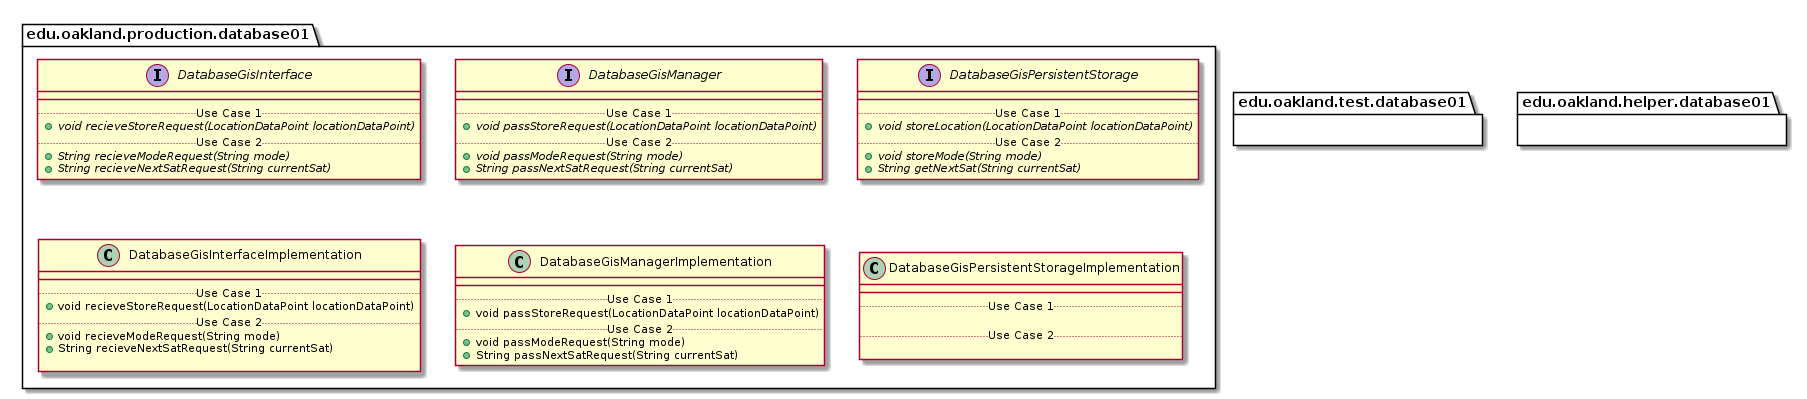 edu.oakland.production.database01
I DatabaseGisInterface
Use Case 1
void recieveStoreRequest(LocationDataPoint locationDataPoint)
Use Case 2
String recieveModeRequest(String mode)
String recieveNextSatRequest(String currentSat)
I DatabaseGisManager
Use Case 1
void passStoreRequest(LocationDataPoint locationDataPoint)
Use Case 2
void passModeRequest(String mode)
String passNextSatRequest(String currentSat)
I DatabaseGisPersistentStorage
Use Case 1
void storeLocation(LocationDataPoint locationDataPoint)
Use Case 2
void storeMode(String mode)
String getNextSat(String currentSat)
C DatabaseGisInterfaceImplementation
Use Case 1
void recieveStoreRequest(LocationDataPoint locationDataPoint)
Use Case 2
void recieveModeRequest(String mode)
String recieveNextSatRequest(String currentSat)
C DatabaseGisManagerImplementation
Use Case 1
void passStoreRequest(LocationDataPoint locationDataPoint)
Use Case 2
void passModeRequest(String mode)
String passNextSatRequest(String currentSat)
C DatabaseGisPersistentStorageImplementation
Use Case 1
Use Case 2
edu.oakland.test.database01
edu.oakland.helper.database01